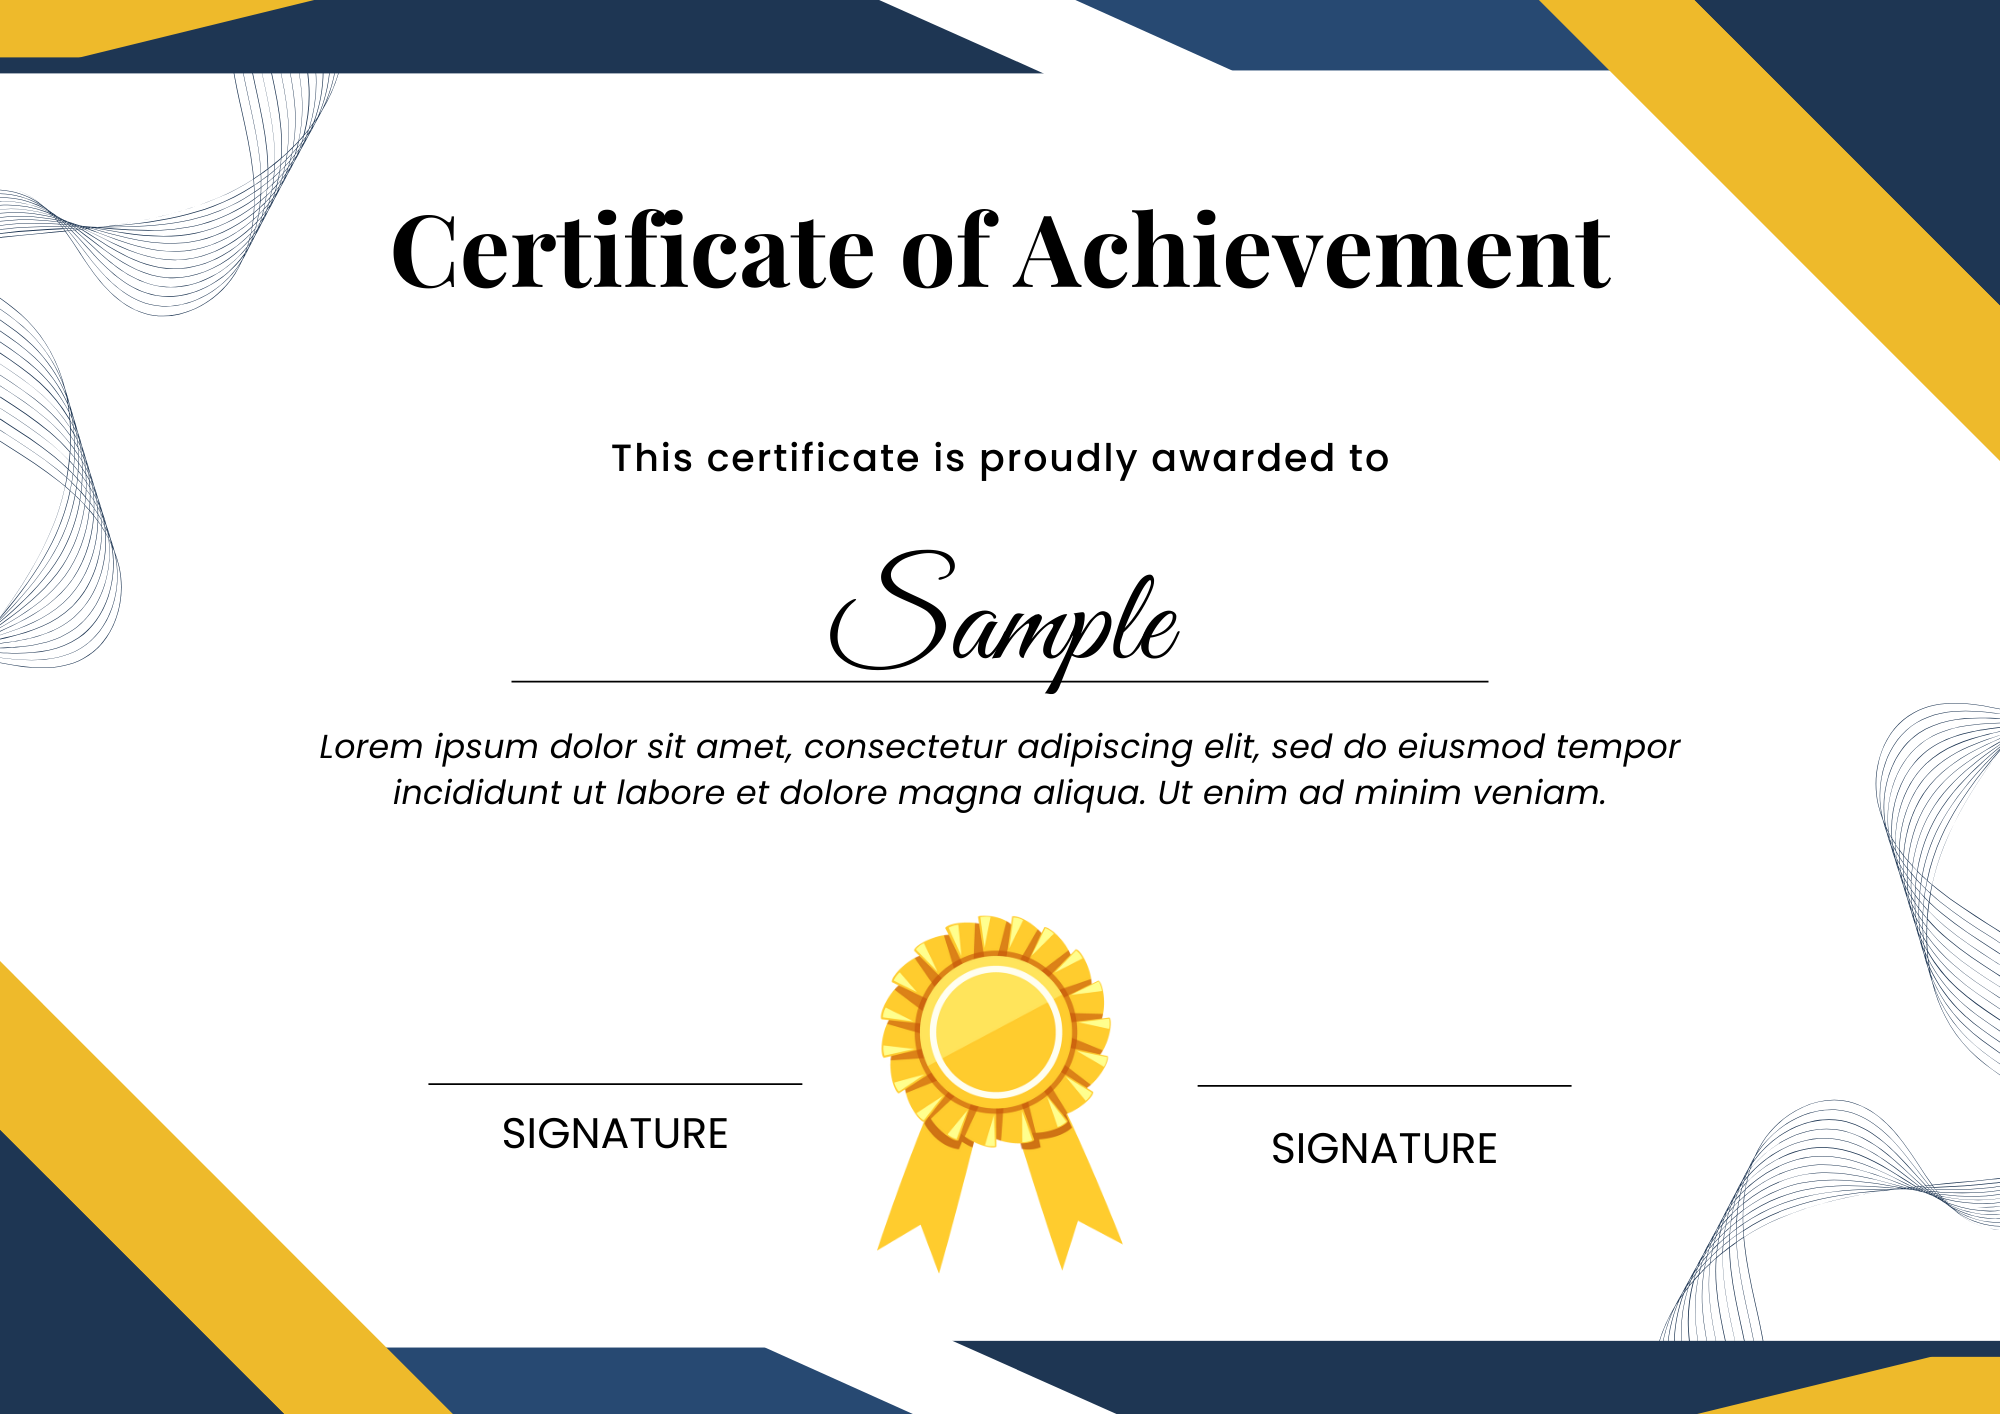 Certificate of Achievement
This certificate is proudly awarded to
Sample
Lorem ipsum dolor sit amet, consectetur adipiscing elit, sed do eiusmod tempor
incididunt ut labore et dolore magna aliqua. Ut enim ad minim veniam.
SIGNATURE
SIGNATURE